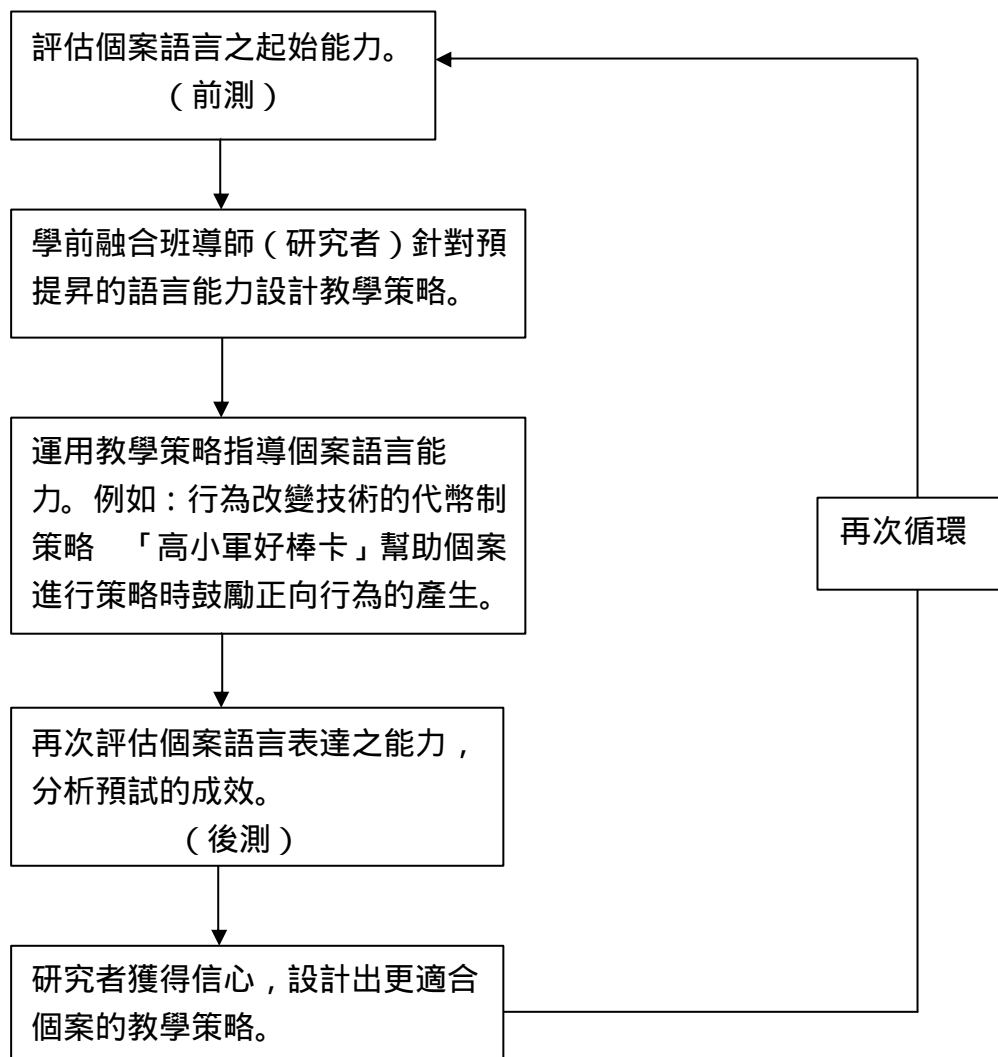 評估個案語言之起始能力。
（前測）
學前融合班導師（研究者）針對預
提昇的語言能力設計教學策略。
運用教學策略指導個案語言能
力。例如：行為改變技術的代幣制
策略　「高小軍好棒卡」幫助個案
進行策略時鼓勵正向行為的產生。
再次循環
再次評估個案語言表達之能力，
分析預試的成效。
（後測）
研究者獲得信心，設計出更適合
個案的教學策略。